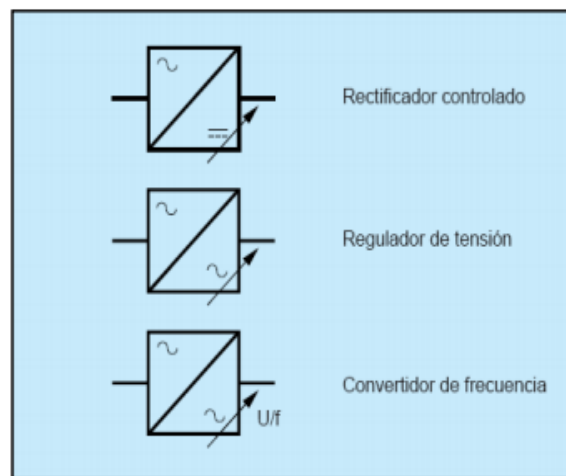 Rectificador controlado
Regulador de tensión
U/f
Convertidor de frecuencia